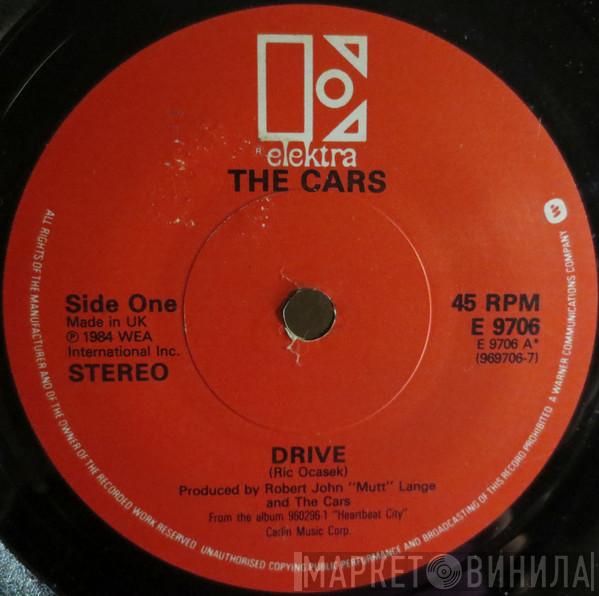 elektra
R
THE CARS
Side One
Made in UK
℗ 1984 WEA
International Inc.
STEREO
45 RPM
E 9706
E 9706 A*
(969706-7)
DRIVE
(Ric Ocasek)
Produced by Robert John "Mutt" Lange
and The Cars
From the album 960296-1 "Heartbeat City"
Carlin Music Corp.
ALL RIGHTS OF THE MANUFACTURER AND OF THE OWNER OF THE RECORDED WORK RESERVED UNAUTHORISED COPYING PUBLIC PERFORMANCE AND BROADCASTING OF THIS RECORD PROHIBITED A WARNER COMMUNICATIONS COMPANY
МАРКЕТ ВИНИЛА